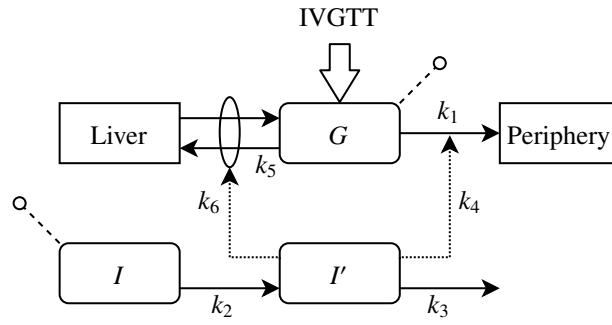 IVGTT
Liver
G
k₁
Periphery
k₅
k₆
k₄
I
k₂
I′
k₃